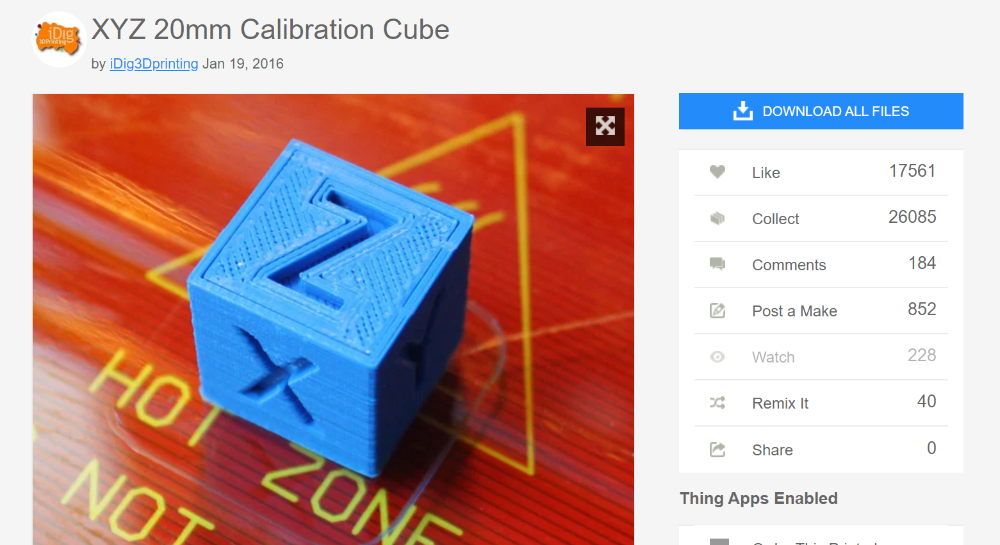 iDig
3DPrinting
XYZ 20mm Calibration Cube
by iDig3Dprinting Jan 19, 2016
DOWNLOAD ALL FILES
Like 17561
Collect 26085
Comments 184
Post a Make 852
Watch 228
Remix It 40
Share 0
Thing Apps Enabled
Z
X
Y
HOT ZONE
NOT